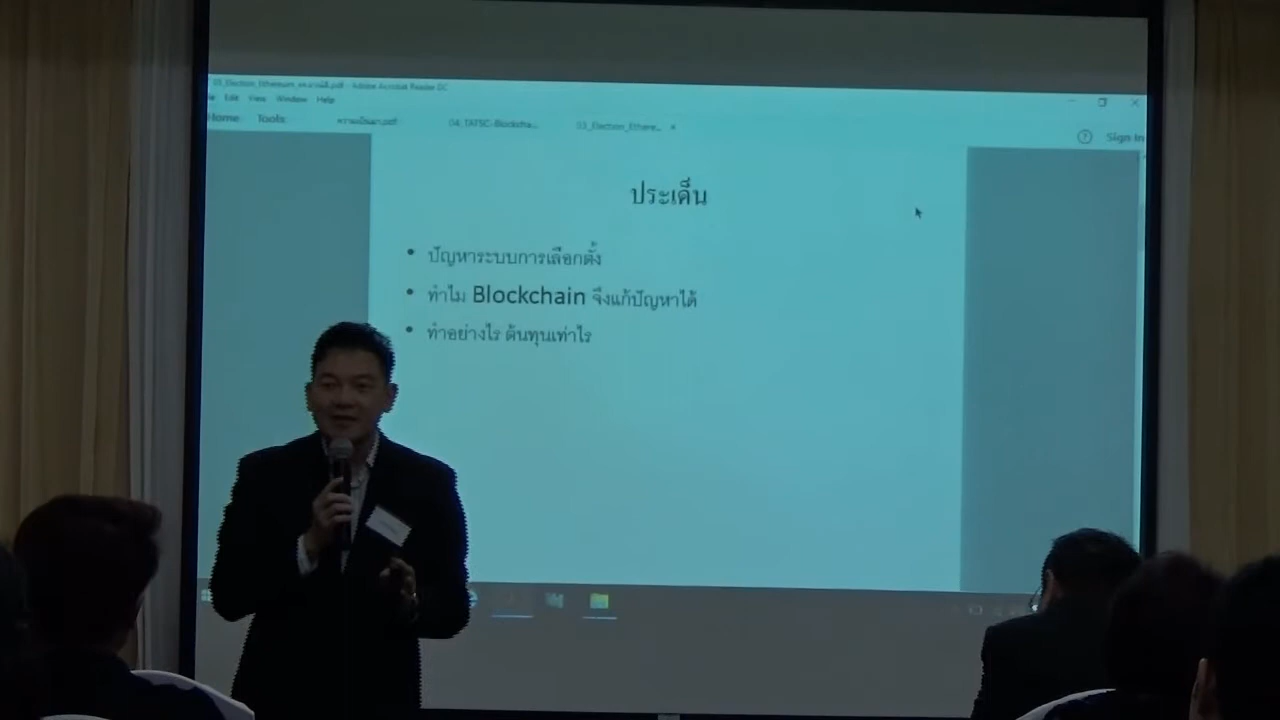 Edit View Window Help
Home Tools 04_TATSC-Blockcha... 03_Election_Ethere... ×
Sign In
ประเด็น
• ปัญหาระบบการเลือกตั้ง
• ทำไม Blockchain จึงแก้ปัญหาได้
• ทำอย่างไร ต้นทุนเท่าไร